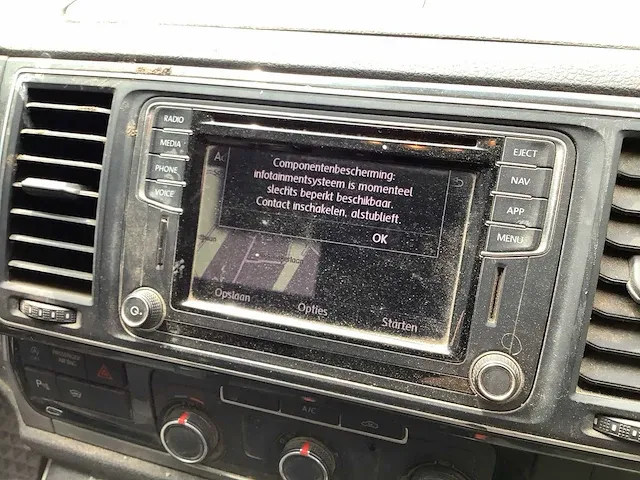 RADIO
MEDIA
PHONE
VOICE
Componentenbescherming:
infotainmentsysteem is momenteel
slechts beperkt beschikbaar.
Contact inschakelen, alstublieft.
OK
Opslaan
Opties
Starten
EJECT
NAV
APP
MENU
A/C